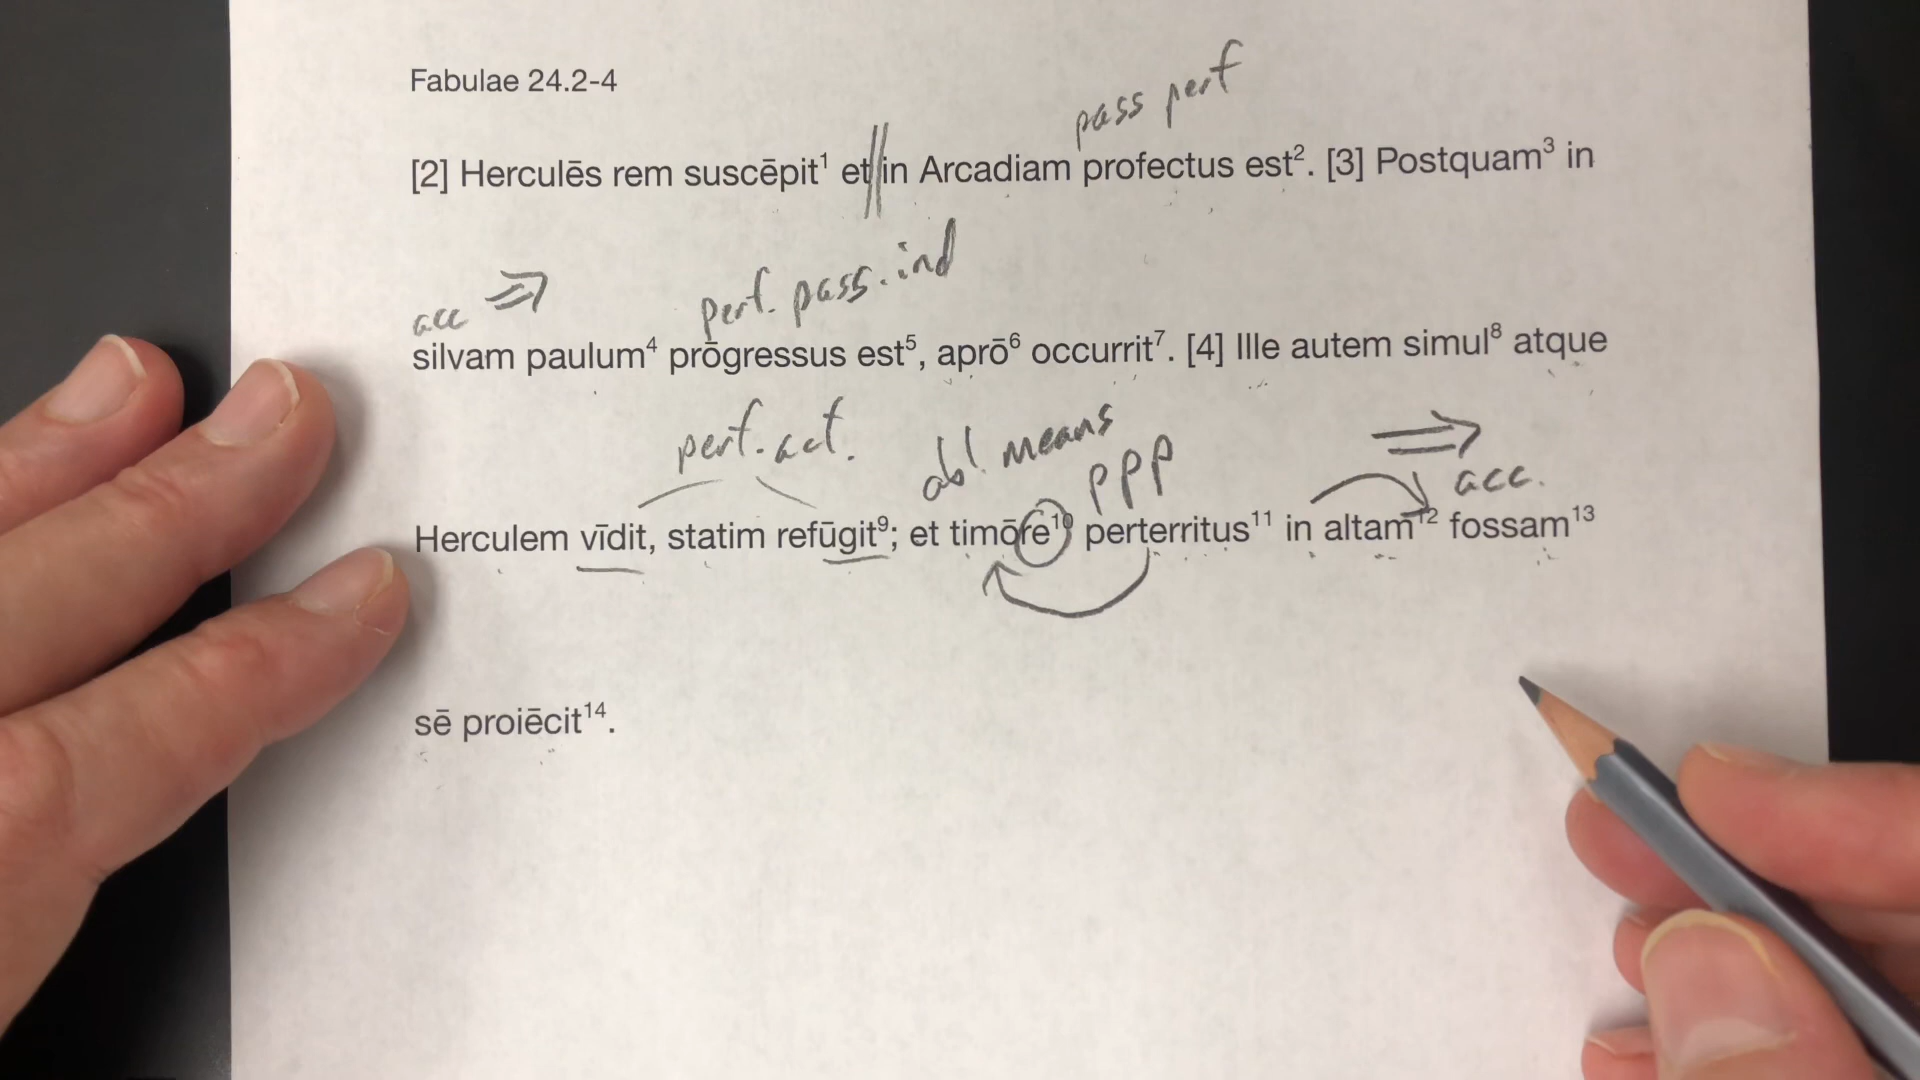 Fabulae 24.2-4
pass perf
[2] Herculēs rem suscēpit¹ et in Arcadiam profectus est². [3] Postquam³ in
acc perf. pass. ind
silvam paulum⁴ prōgressus est⁵, aprō⁶ occurrit⁷. [4] Ille autem simul⁸ atque
perf. act. abl. means PPP acc.
Herculem vīdit, statim refūgit⁹; et timōre¹⁰ perterritus¹¹ in altam¹² fossam¹³
sē proiēcit¹⁴.